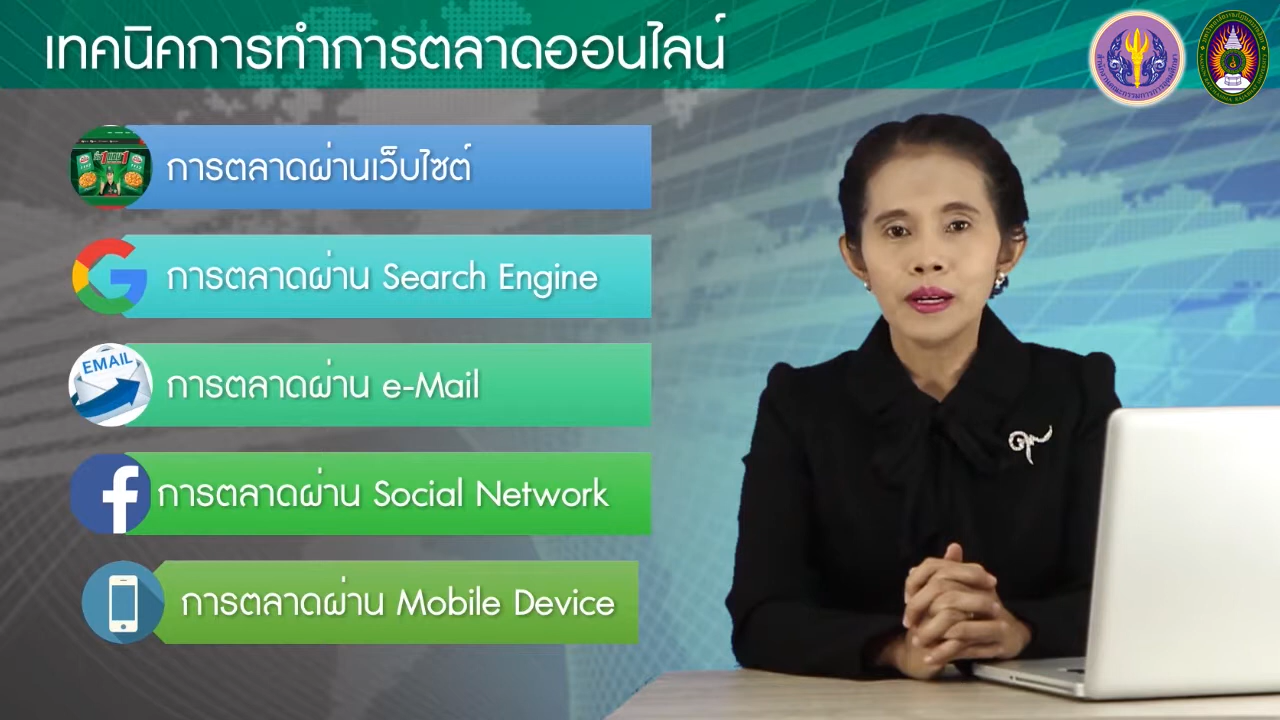 เทคนิคการทำการตลาดออนไลน์
การตลาดผ่านเว็บไซต์
การตลาดผ่าน Search Engine
EMAIL
การตลาดผ่าน e-Mail
การตลาดผ่าน Social Network
การตลาดผ่าน Mobile Device